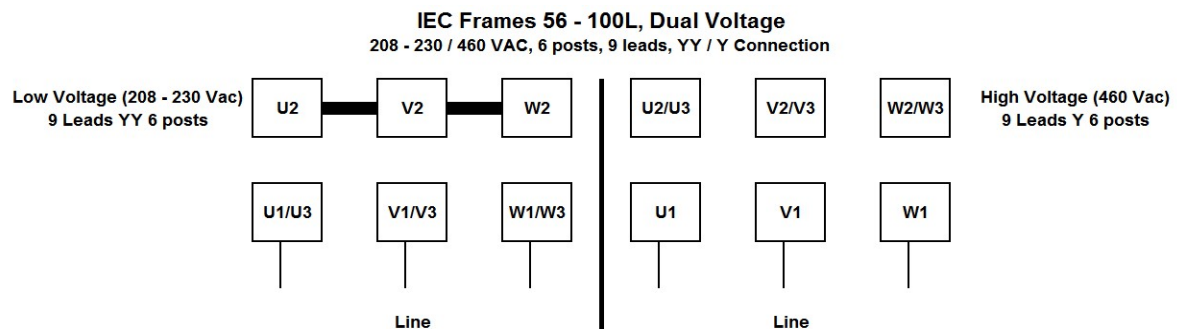 IEC Frames 56 - 100L, Dual Voltage
208 - 230 / 460 VAC, 6 posts, 9 leads, YY / Y Connection
Low Voltage (208 - 230 Vac)
9 Leads YY 6 posts
U2 V2 W2
U1/U3 V1/V3 W1/W3
Line
U2/U3 V2/V3 W2/W3
U1 V1 W1
Line
High Voltage (460 Vac)
9 Leads Y 6 posts